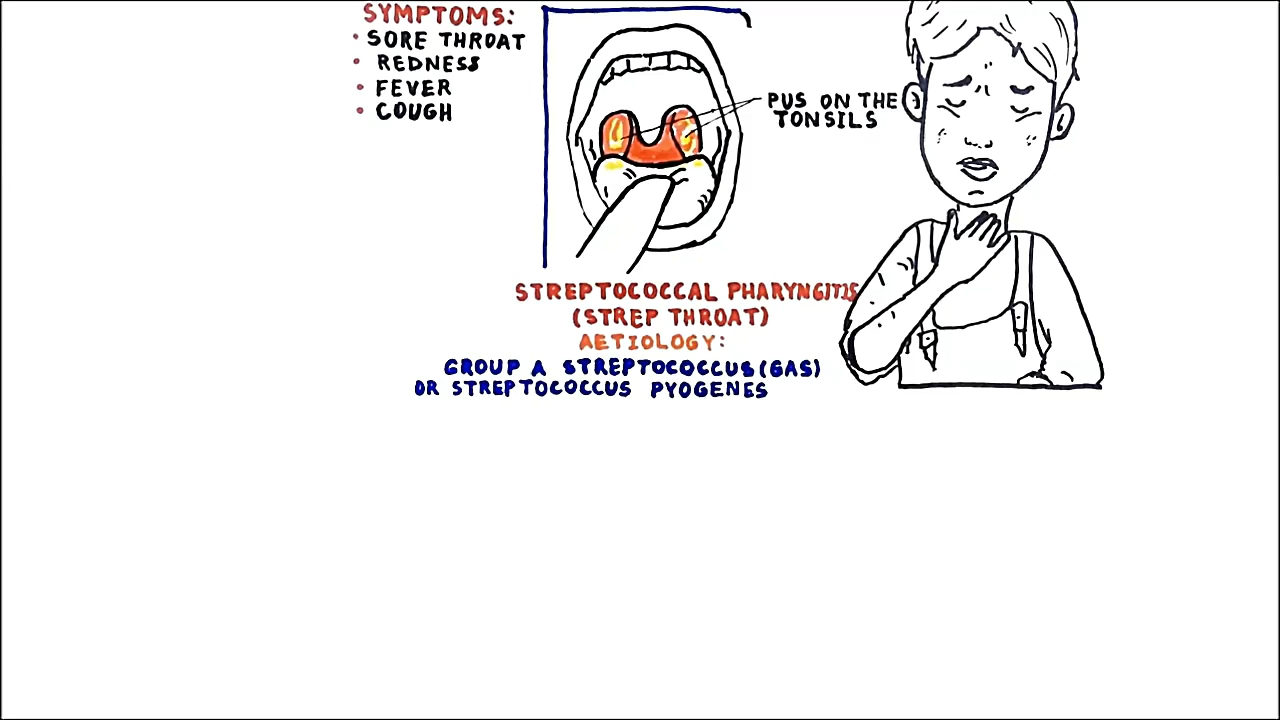 SYMPTOMS:
• SORE THROAT
• REDNESS
• FEVER
• COUGH
PUS ON THE
TONSILS
STREPTOCOCCAL PHARYNGITIS
(STREP THROAT)
AETIOLOGY:
GROUP A STREPTOCOCCUS (GAS)
OR STREPTOCOCCUS PYOGENES